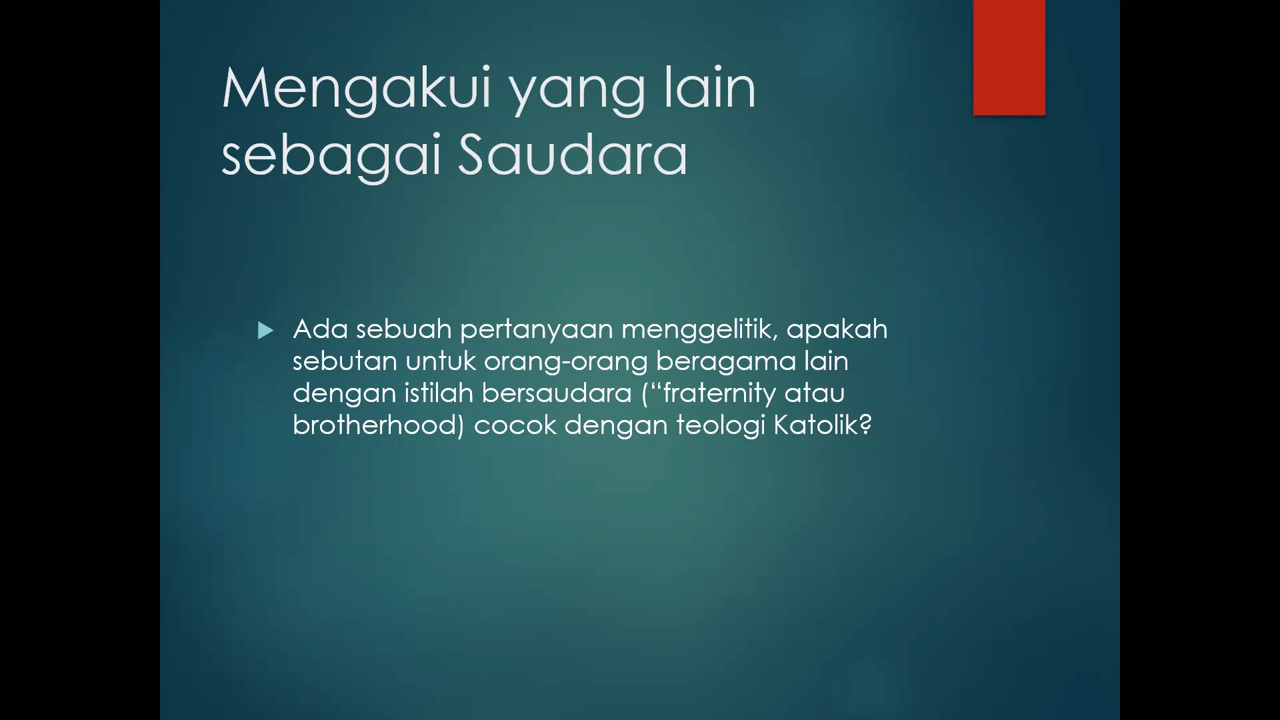 Mengakui yang lain
sebagai Saudara
Ada sebuah pertanyaan menggelitik, apakah
sebutan untuk orang-orang beragama lain
dengan istilah bersaudara (“fraternity atau
brotherhood) cocok dengan teologi Katolik?